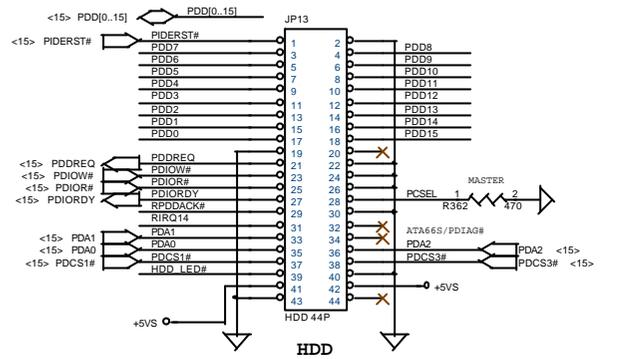 <15> PDD[0..15] PDD[0..15]
JP13
<15> PIDERST# PIDERST# 1 2
PDD7 3 4 PDD8
PDD6 5 6 PDD9
PDD5 7 8 PDD10
PDD4 9 10 PDD11
PDD3 11 12 PDD12
PDD2 13 14 PDD13
PDD1 15 16 PDD14
PDD0 17 18 PDD15
19 20
<15> PDDREQ PDDREQ 21 22
<15> PDIOW# PDIOW# 23 24
<15> PDIOR# PDIOR# 25 26
MASTER
<15> PDIORDY PDIORDY 27 28 PCSEL 1 2
R362 470
RPDDACK# 29 30
RIRQ14 31 32 ATA66S/PDIAG#
<15> PDA1 PDA1 33 34
<15> PDA0 PDA0 35 36 PDA2 PDA2 <15>
<15> PDCS1# PDCS1# 37 38 PDCS3# PDCS3# <15>
HDD_LED# 39 40
41 42 +5VS
43 44
+5VS
HDD 44P
HDD